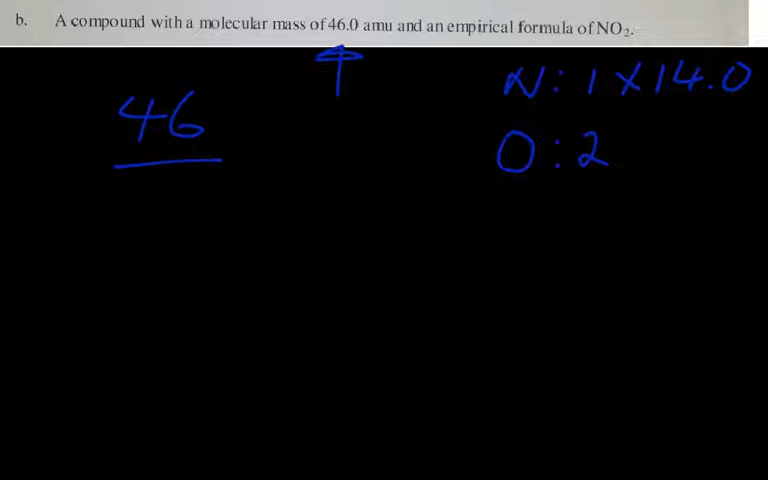 b. A compound with a molecular mass of 46.0 amu and an empirical formula of NO₂.
46
N: 1 X 14.0
O: 2